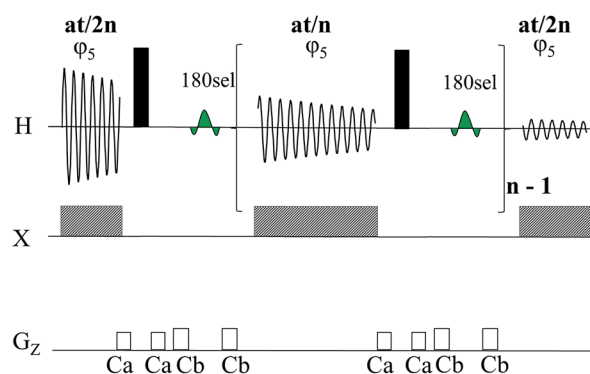 at/2n at/n at/2n
φ5 φ5 φ5
180sel 180sel
H
n - 1
X
GZ
Ca Ca Cb Cb Ca Ca Cb Cb